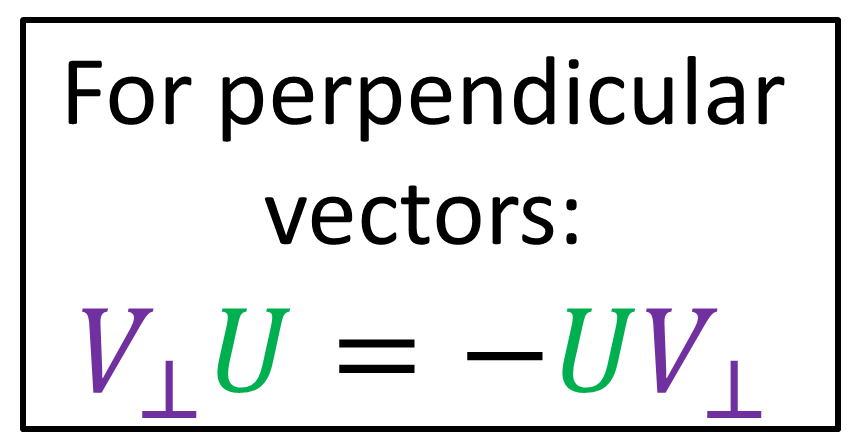 For perpendicular
vectors:
V⊥U = −UV⊥